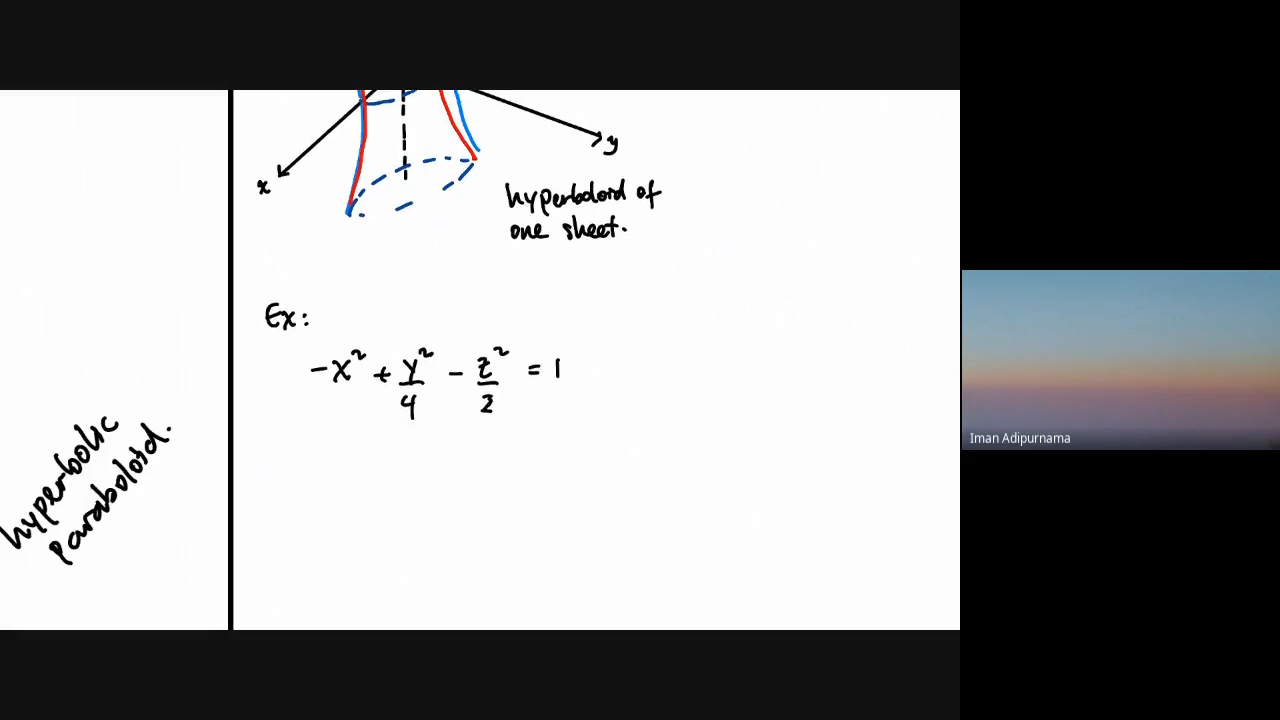 x
y
hyperboloid of
one sheet.
Ex:
-x² + y²/4 - z²/2 = 1
hyperbolic
paraboloid.
Iman Adipurnama